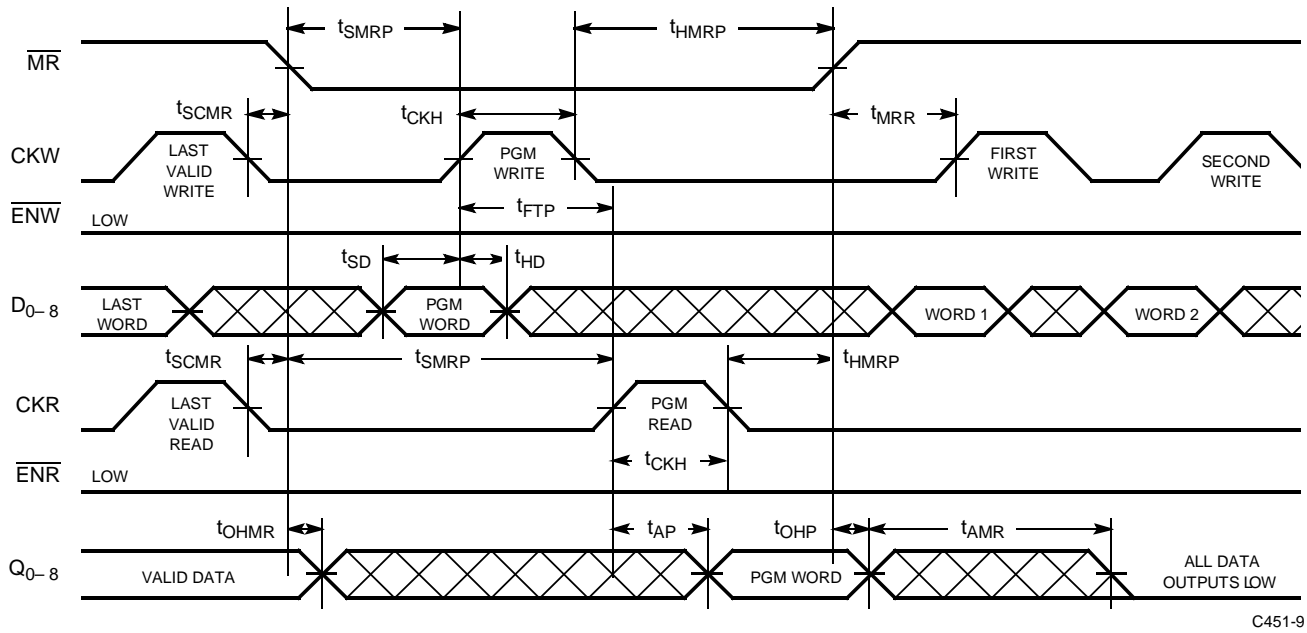 tSMRP tHMRP
MR
tSCMR tCKH tMRR
CKW LAST VALID WRITE PGM WRITE FIRST WRITE SECOND WRITE
ENW LOW tFTP
tSD tHD
D0–8 LAST WORD PGM WORD WORD 1 WORD 2
tSCMR tSMRP tHMRP
CKR LAST VALID READ PGM READ
ENR LOW tCKH
tOHMR tAP tOHP tAMR
Q0–8 VALID DATA PGM WORD ALL DATA OUTPUTS LOW
C451-9